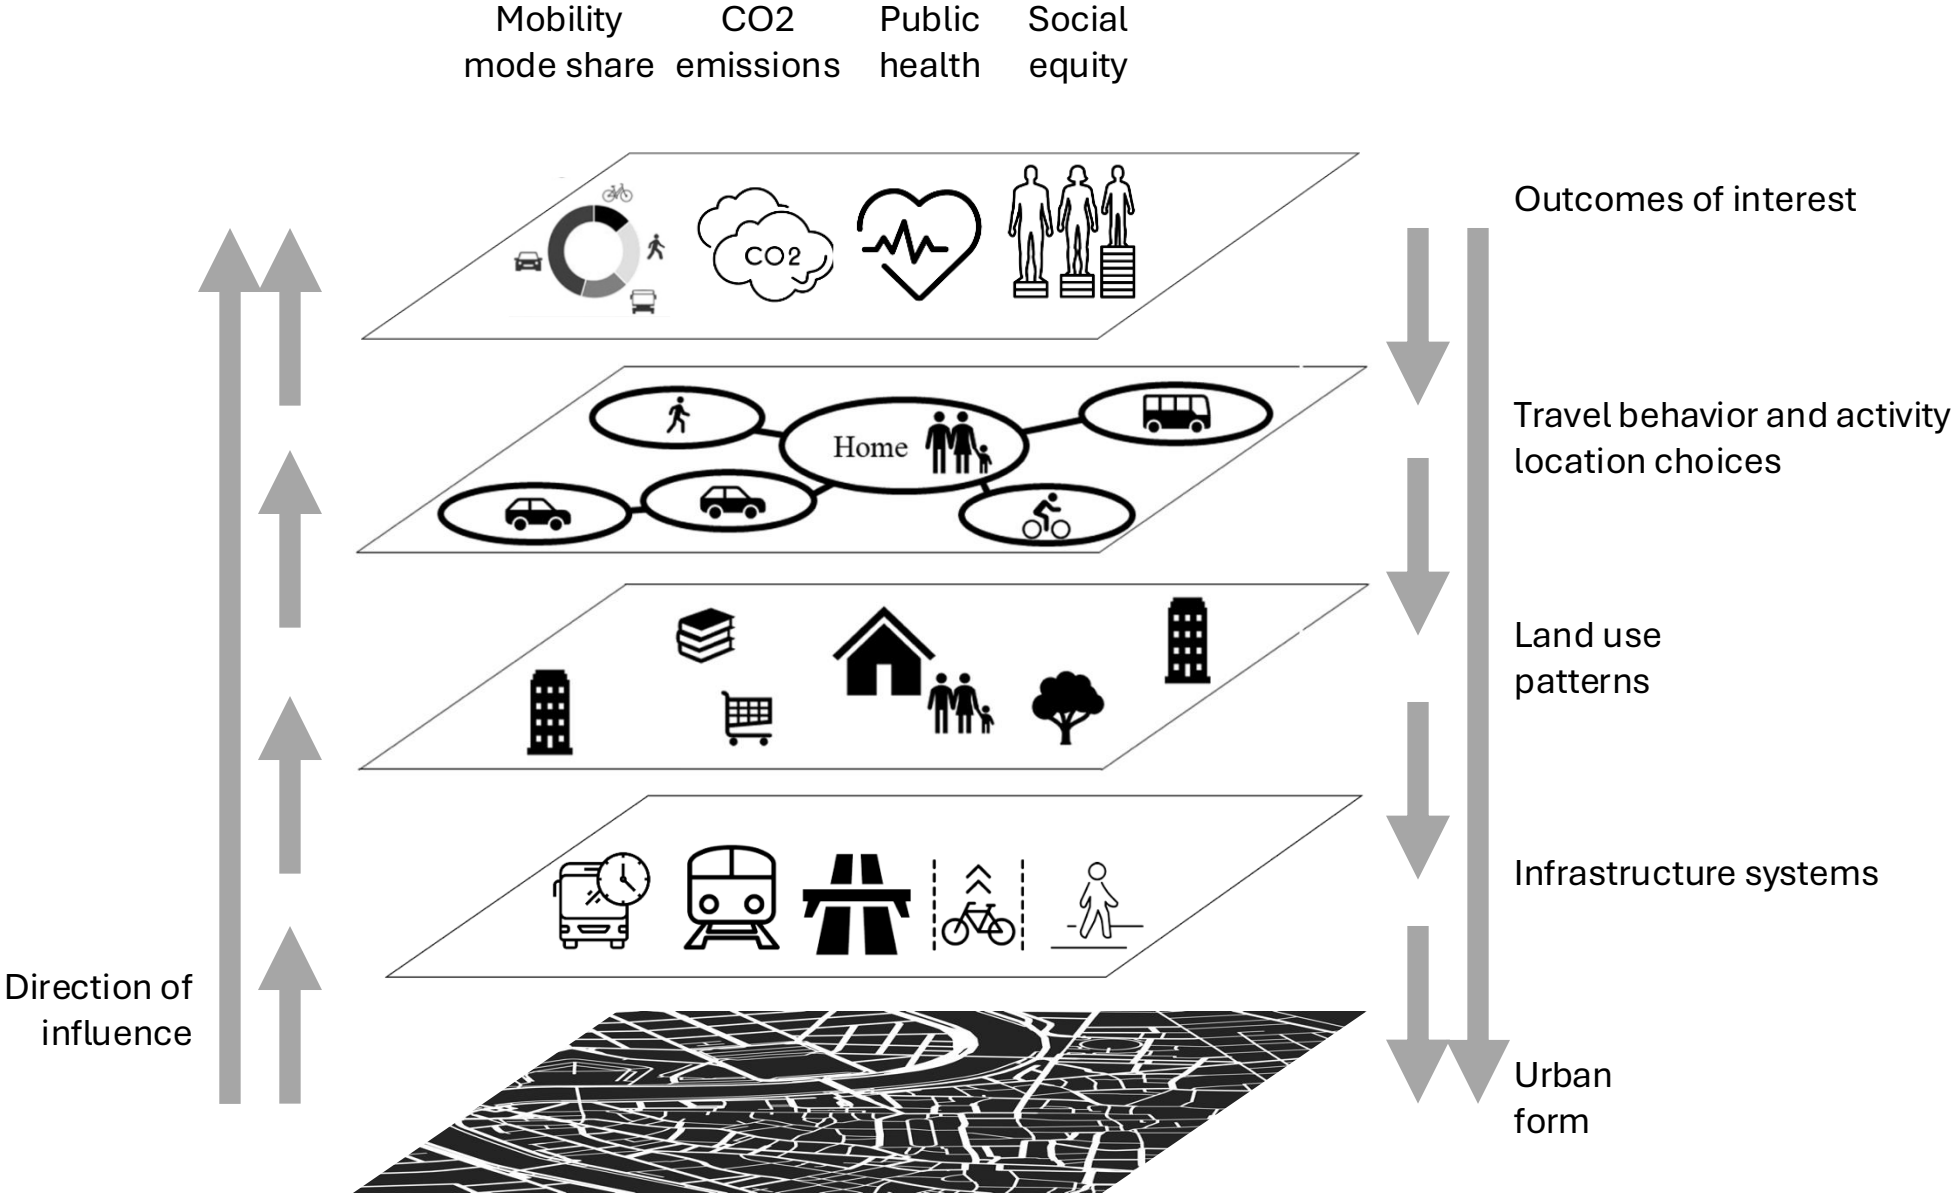 Mobility
mode share
CO2
emissions
Public
health
Social
equity
CO2
Outcomes of interest
Home
Travel behavior and activity
location choices
Land use
patterns
Infrastructure systems
Direction of
influence
Urban
form